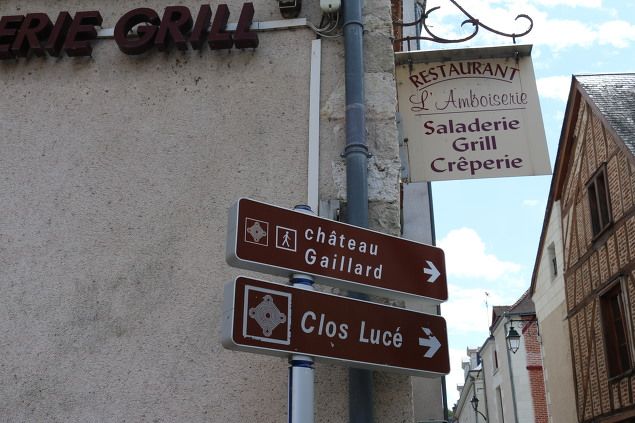 ERIE GRILL
RESTAURANT
L'Amboiserie
Saladerie
Grill
Crêperie
château
Gaillard
Clos Lucé